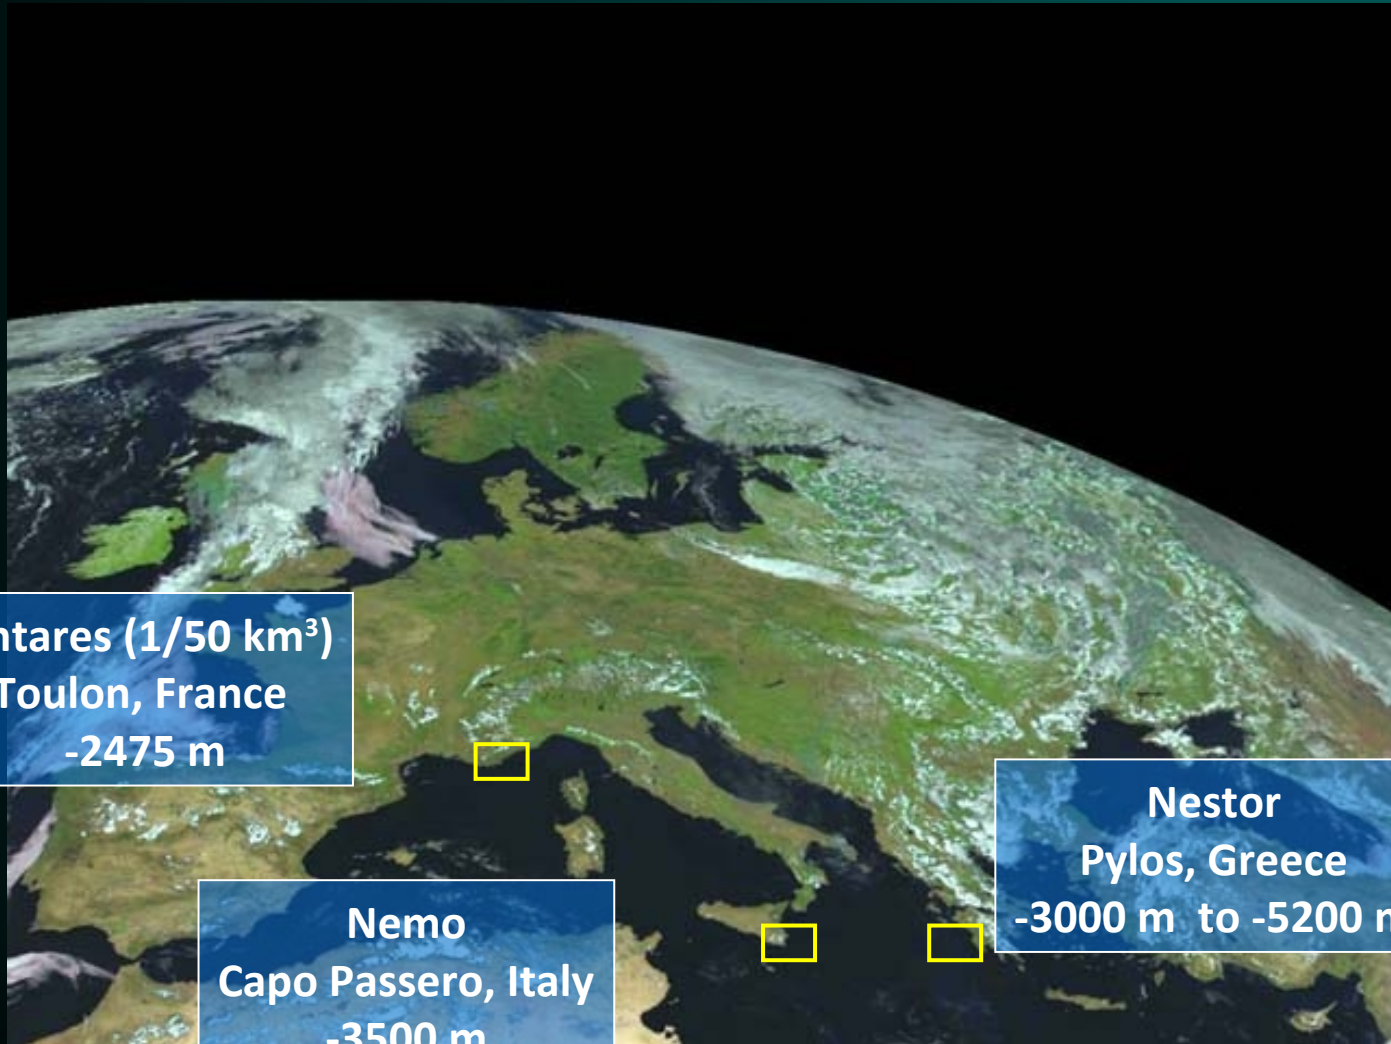 ntares (1/50 km³)
Toulon, France
-2475 m
Nestor
Pylos, Greece
-3000 m  to -5200 m
Nemo
Capo Passero, Italy
-3500 m